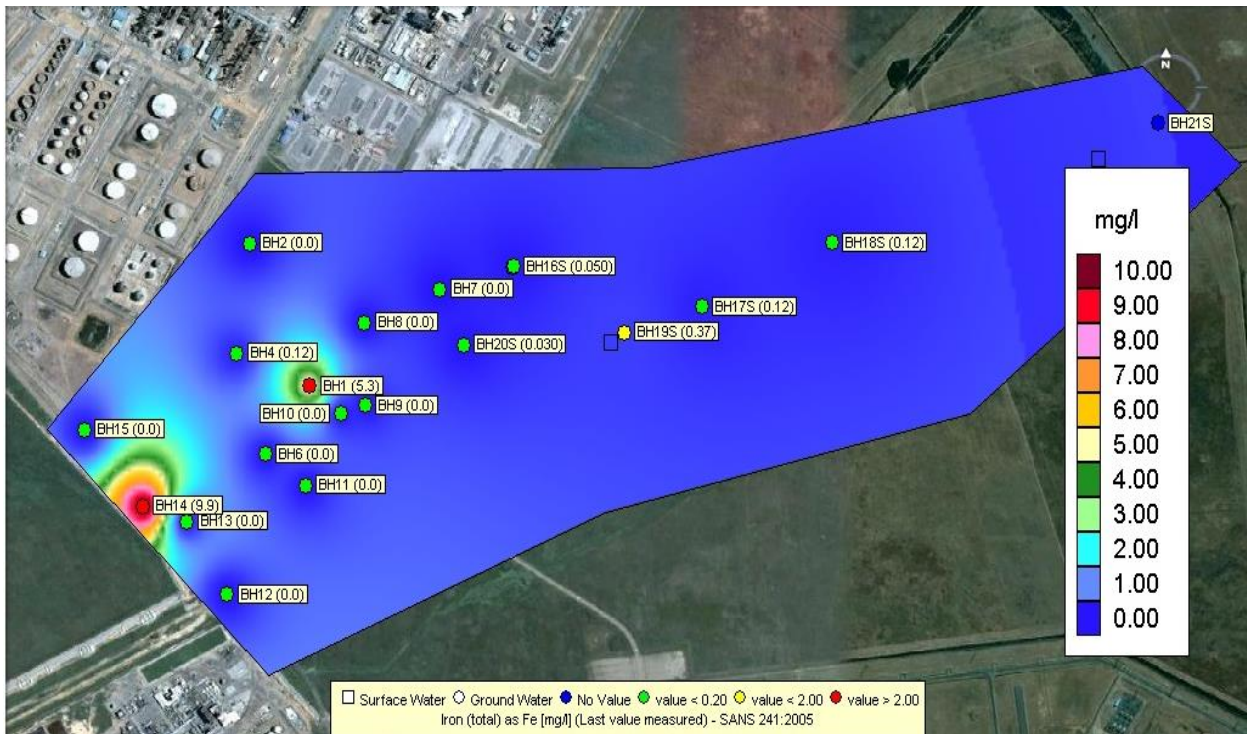 N
BH21S
mg/l
BH2 (0.0)
BH18S (0.12)
BH16S (0.050)
10.00
BH7 (0.0)
9.00
BH17S (0.12)
BH8 (0.0)
BH19S (0.37)
8.00
BH20S (0.030)
BH4 (0.12)
7.00
BH1 (5.3)
6.00
BH9 (0.0)
BH10 (0.0)
BH15 (0.0)
5.00
BH6 (0.0)
4.00
BH11 (0.0)
BH14 (9.9)
3.00
BH13 (0.0)
2.00
1.00
BH12 (0.0)
0.00
Surface Water Ground Water No Value value < 0.20 value < 2.00 value > 2.00
Iron (total) as Fe [mg/l] (Last value measured) - SANS 241:2005